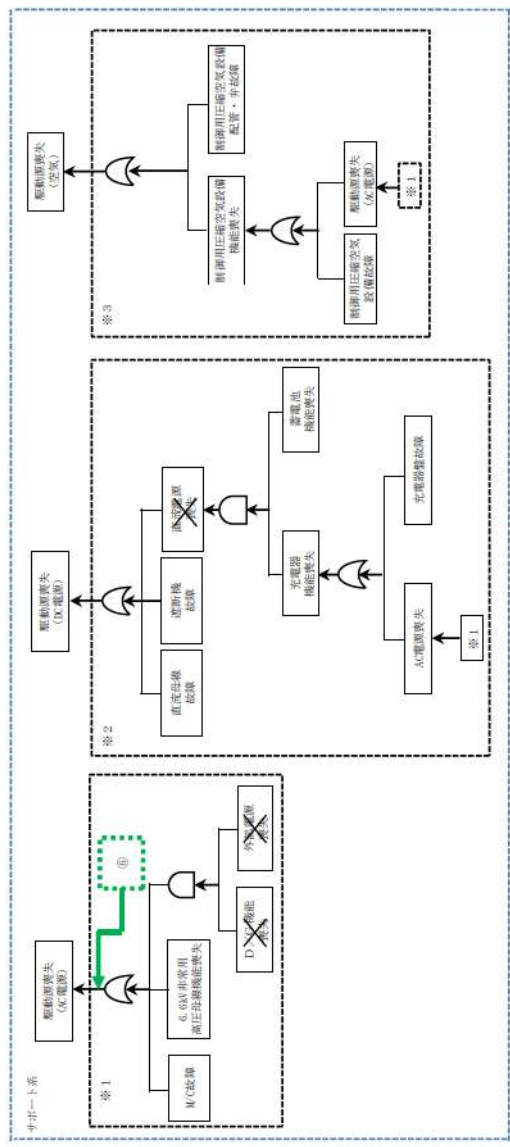 サポート系
駆動源喪失
(AC電源)
※1
⑥
M/C故障
6.6kV非常用
高圧母線機能喪失
D/G機能
喪失
外部電源
喪失
駆動源喪失
(DC電源)
※2
直流母線
故障
遮断機
故障
直流電源
喪失
充電器
機能喪失
蓄電池
機能喪失
AC電源喪失
充電器盤故障
※1
駆動源喪失
(空気)
※3
制御用圧縮空気設備
機能喪失
制御用圧縮空気設備
配管・弁故障
制御用圧縮空気
設備故障
駆動源喪失
(AC電源)
※1